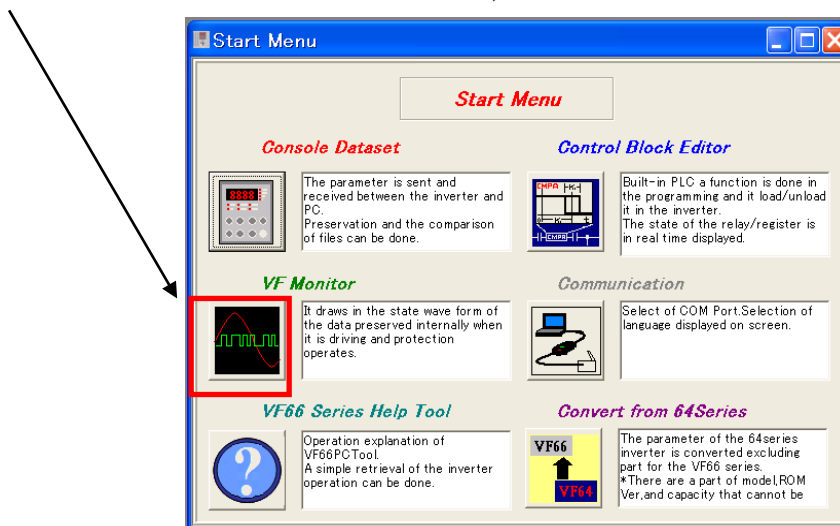 Start Menu
Start Menu
Console Dataset
The parameter is sent and
received between the inverter and
PC.
Preservation and the comparison
of files can be done.
Control Block Editor
CMPA
Built-in PLC a function is done in
the programming and it load/unload
it in the inverter.
The state of the relay/register is
in real time displayed.
VF Monitor
It draws in the state wave form of
the data preserved internally when
it is driving and protection
operates.
Communication
Select of COM Port.Selection of
language displayed on screen.
VF66 Series Help Tool
Operation explanation of
VF66PCTool.
A simple retrieval of the inverter
operation can be done.
Convert from 64Series
VF66
VF64
The parameter of the 64series
inverter is converted excluding
part for the VF66 series.
*There are a part of model,ROM
Ver,and capacity that cannot be